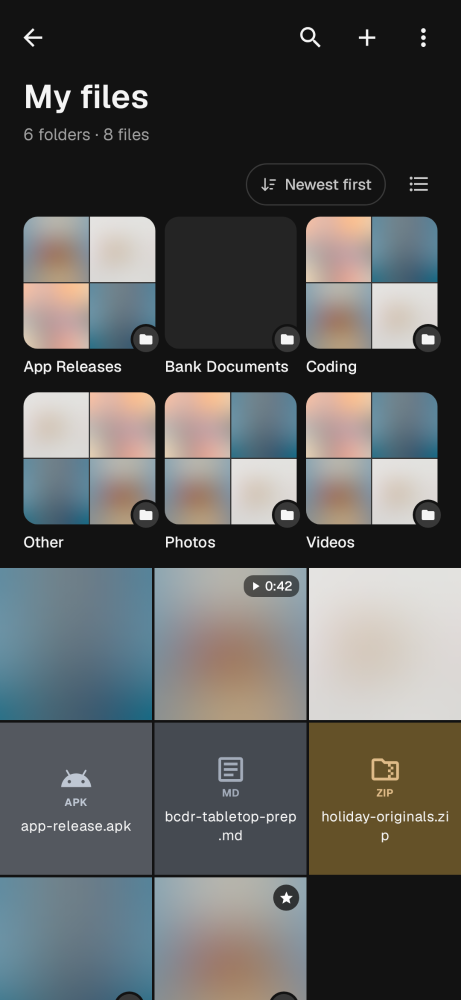 My files
6 folders · 8 files
Newest first
App Releases
Bank Documents
Coding
Other
Photos
Videos
0:42
APK
app-release.apk
MD
bcdr-tabletop-prep
.md
ZIP
holiday-originals.zi
p